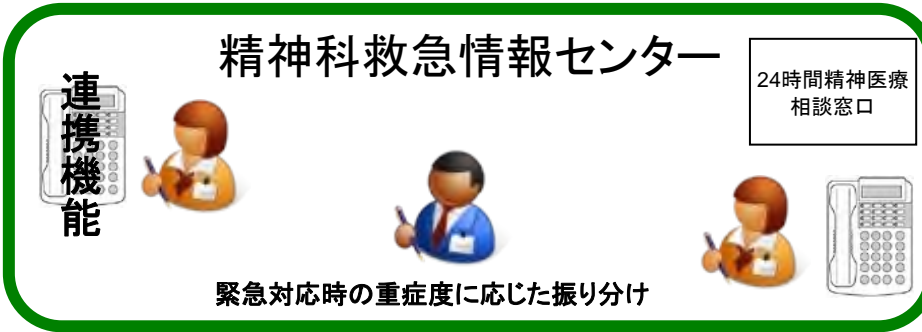 精神科救急情報センター
24時間精神医療
相談窓口
連携機能
緊急対応時の重症度に応じた振り分け